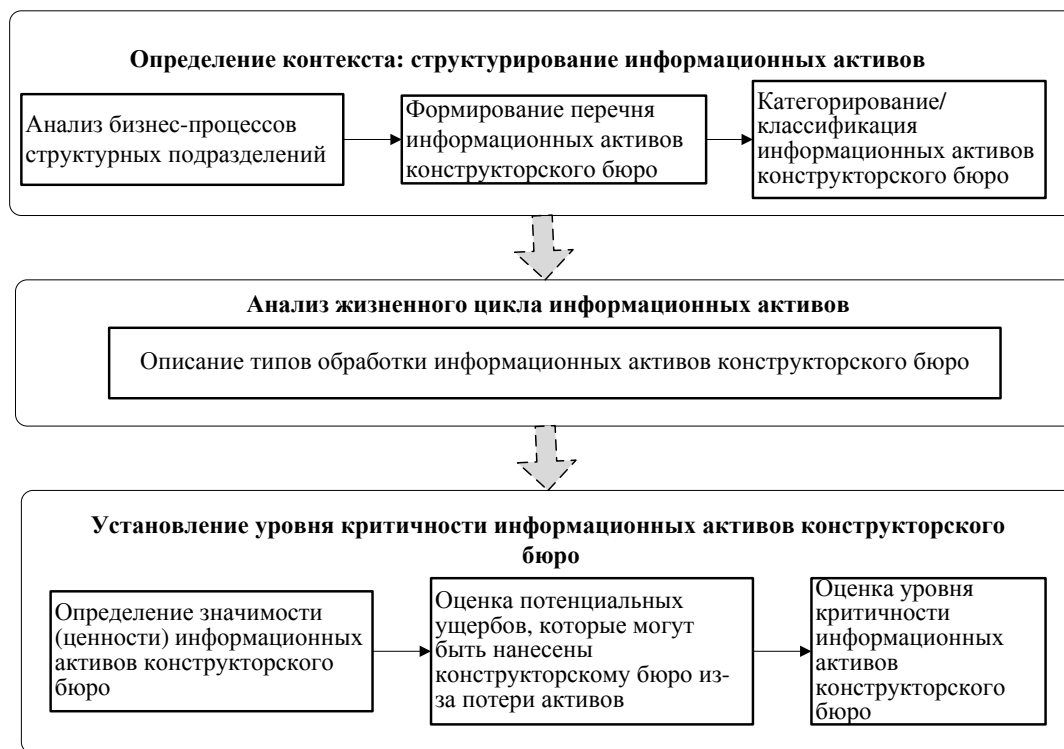 Определение контекста: структурирование информационных активов
Анализ бизнес-процессов
структурных подразделений
Формирование перечня
информационных активов
конструкторского бюро
Категорирование/
классификация
информационных активов
конструкторского бюро
Анализ жизненного цикла информационных активов
Описание типов обработки информационных активов конструкторского бюро
Установление уровня критичности информационных активов конструкторского
бюро
Определение значимости
(ценности) информационных
активов конструкторского
бюро
Оценка потенциальных
ущербов, которые могут
быть нанесены
конструкторскому бюро из-
за потери активов
Оценка уровня
критичности
информационных
активов
конструкторского
бюро